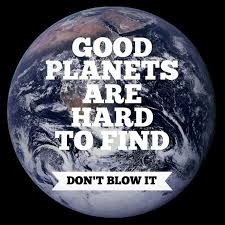 GOOD
PLANETS
ARE
HARD
TO FIND
DON'T BLOW IT